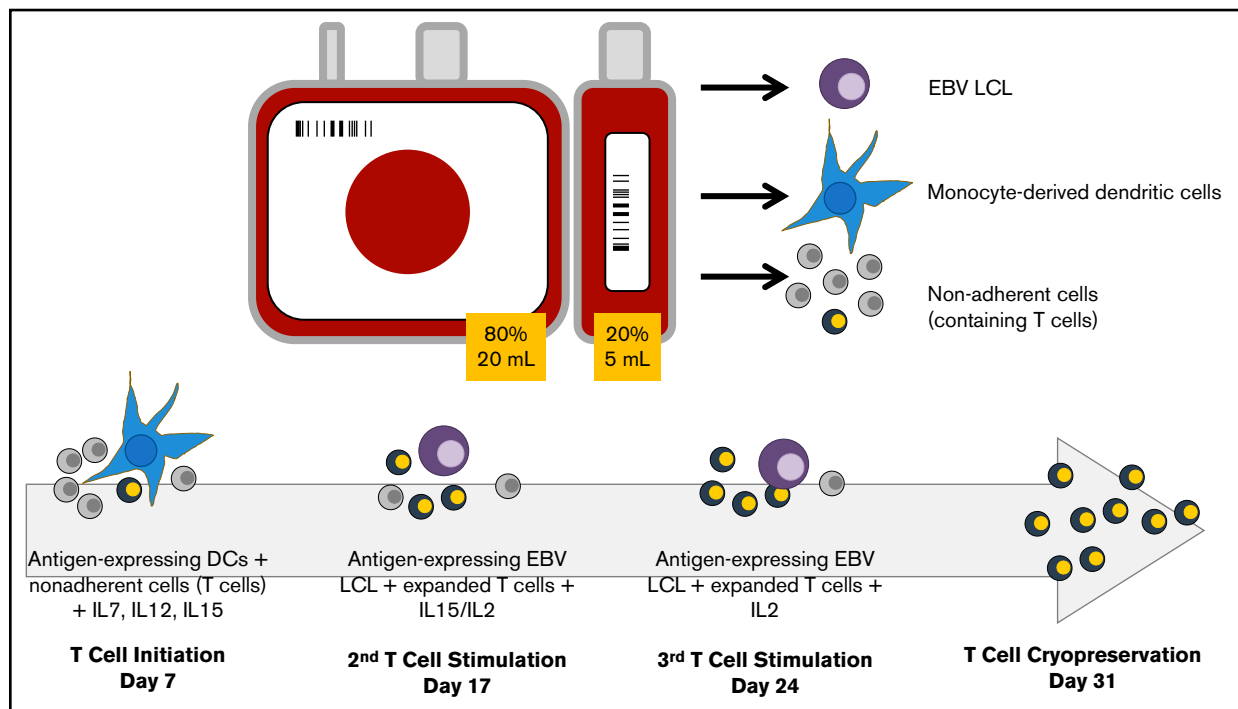 EBV LCL
Monocyte-derived dendritic cells
Non-adherent cells
(containing T cells)
80%
20 mL
20%
5 mL
Antigen-expressing DCs +
nonadherent cells (T cells)
+ IL7, IL12, IL15
Antigen-expressing EBV
LCL + expanded T cells +
IL15/IL2
Antigen-expressing EBV
LCL + expanded T cells +
IL2
T Cell Initiation
Day 7
2nd T Cell Stimulation
Day 17
3rd T Cell Stimulation
Day 24
T Cell Cryopreservation
Day 31